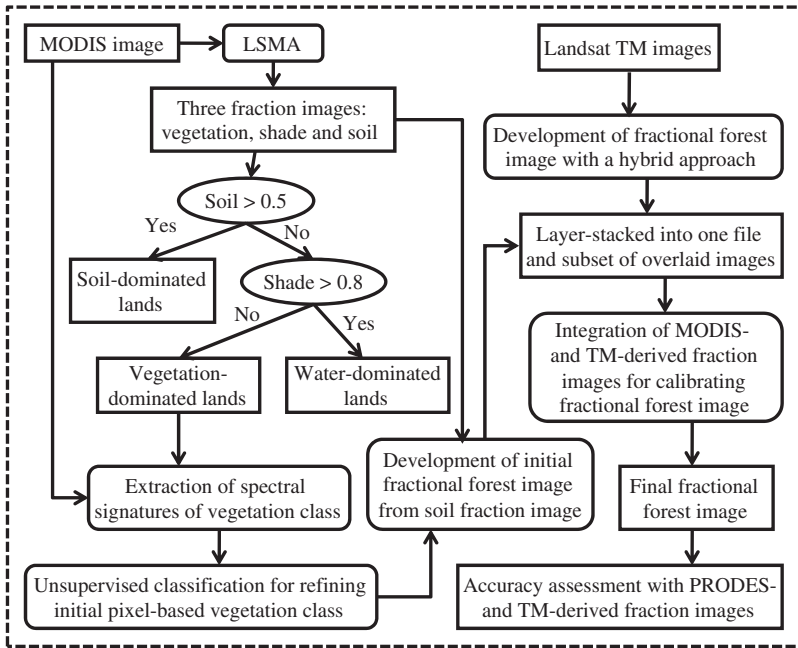 MODIS image
LSMA
Three fraction images:
vegetation, shade and soil
Soil > 0.5
Yes
No
Soil-dominated
lands
Shade > 0.8
No
Yes
Vegetation-
dominated lands
Water-dominated
lands
Extraction of spectral
signatures of vegetation class
Unsupervised classification for refining
initial pixel-based vegetation class
Development of initial
fractional forest image
from soil fraction image
Landsat TM images
Development of fractional forest
image with a hybrid approach
Layer-stacked into one file
and subset of overlaid images
Integration of MODIS-
and TM-derived fraction
images for calibrating
fractional forest image
Final fractional
forest image
Accuracy assessment with PRODES-
and TM-derived fraction images